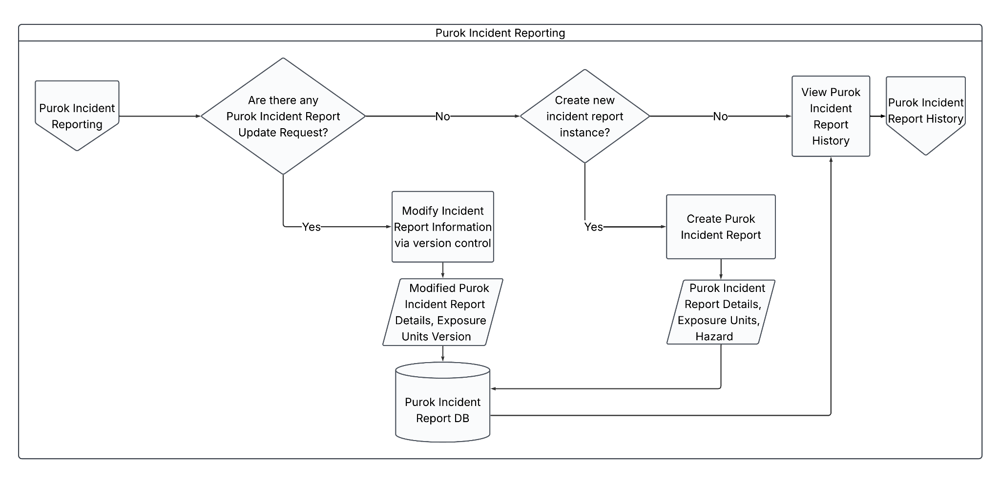 Purok Incident Reporting
Purok Incident
Reporting
Are there any
Purok Incident Report
Update Request?
No
Create new
incident report
instance?
No
View Purok
Incident
Report
History
Purok Incident
Report History
Yes
Modify Incident
Report Information
via version control
Yes
Create Purok
Incident Report
Modified Purok
Incident Report
Details, Exposure
Units Version
Purok Incident
Report Details,
Exposure Units,
Hazard
Purok Incident
Report DB